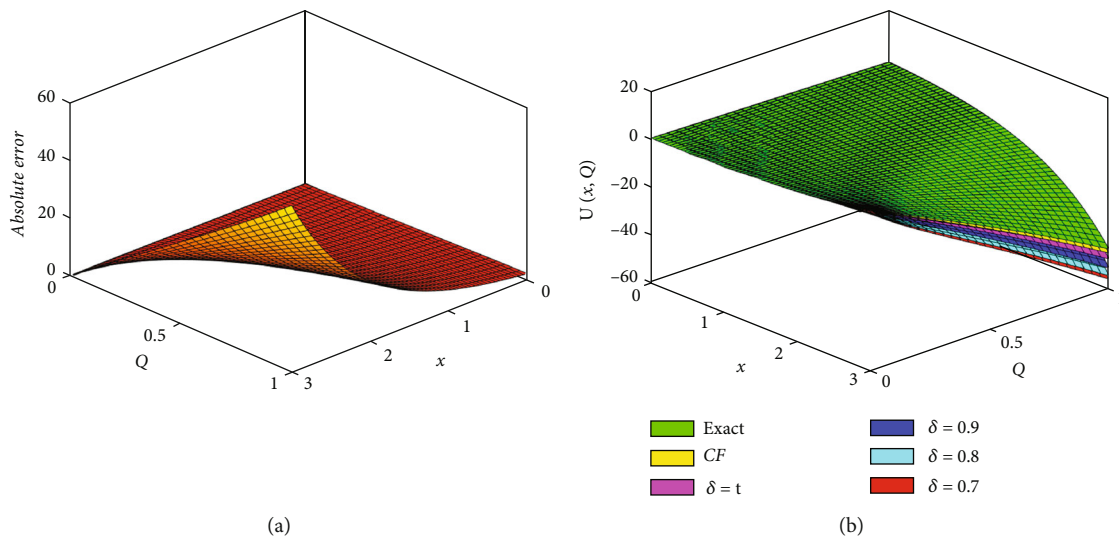 60
40
20
0
Absolute error
0
0.5
1
Q
3
2
1
0
x
20
0
−20
−40
−60
U (x, Q)
0
1
2
3
x
0
0.5
Q
Exact
CF
δ = t
δ = 0.9
δ = 0.8
δ = 0.7
(a)
(b)